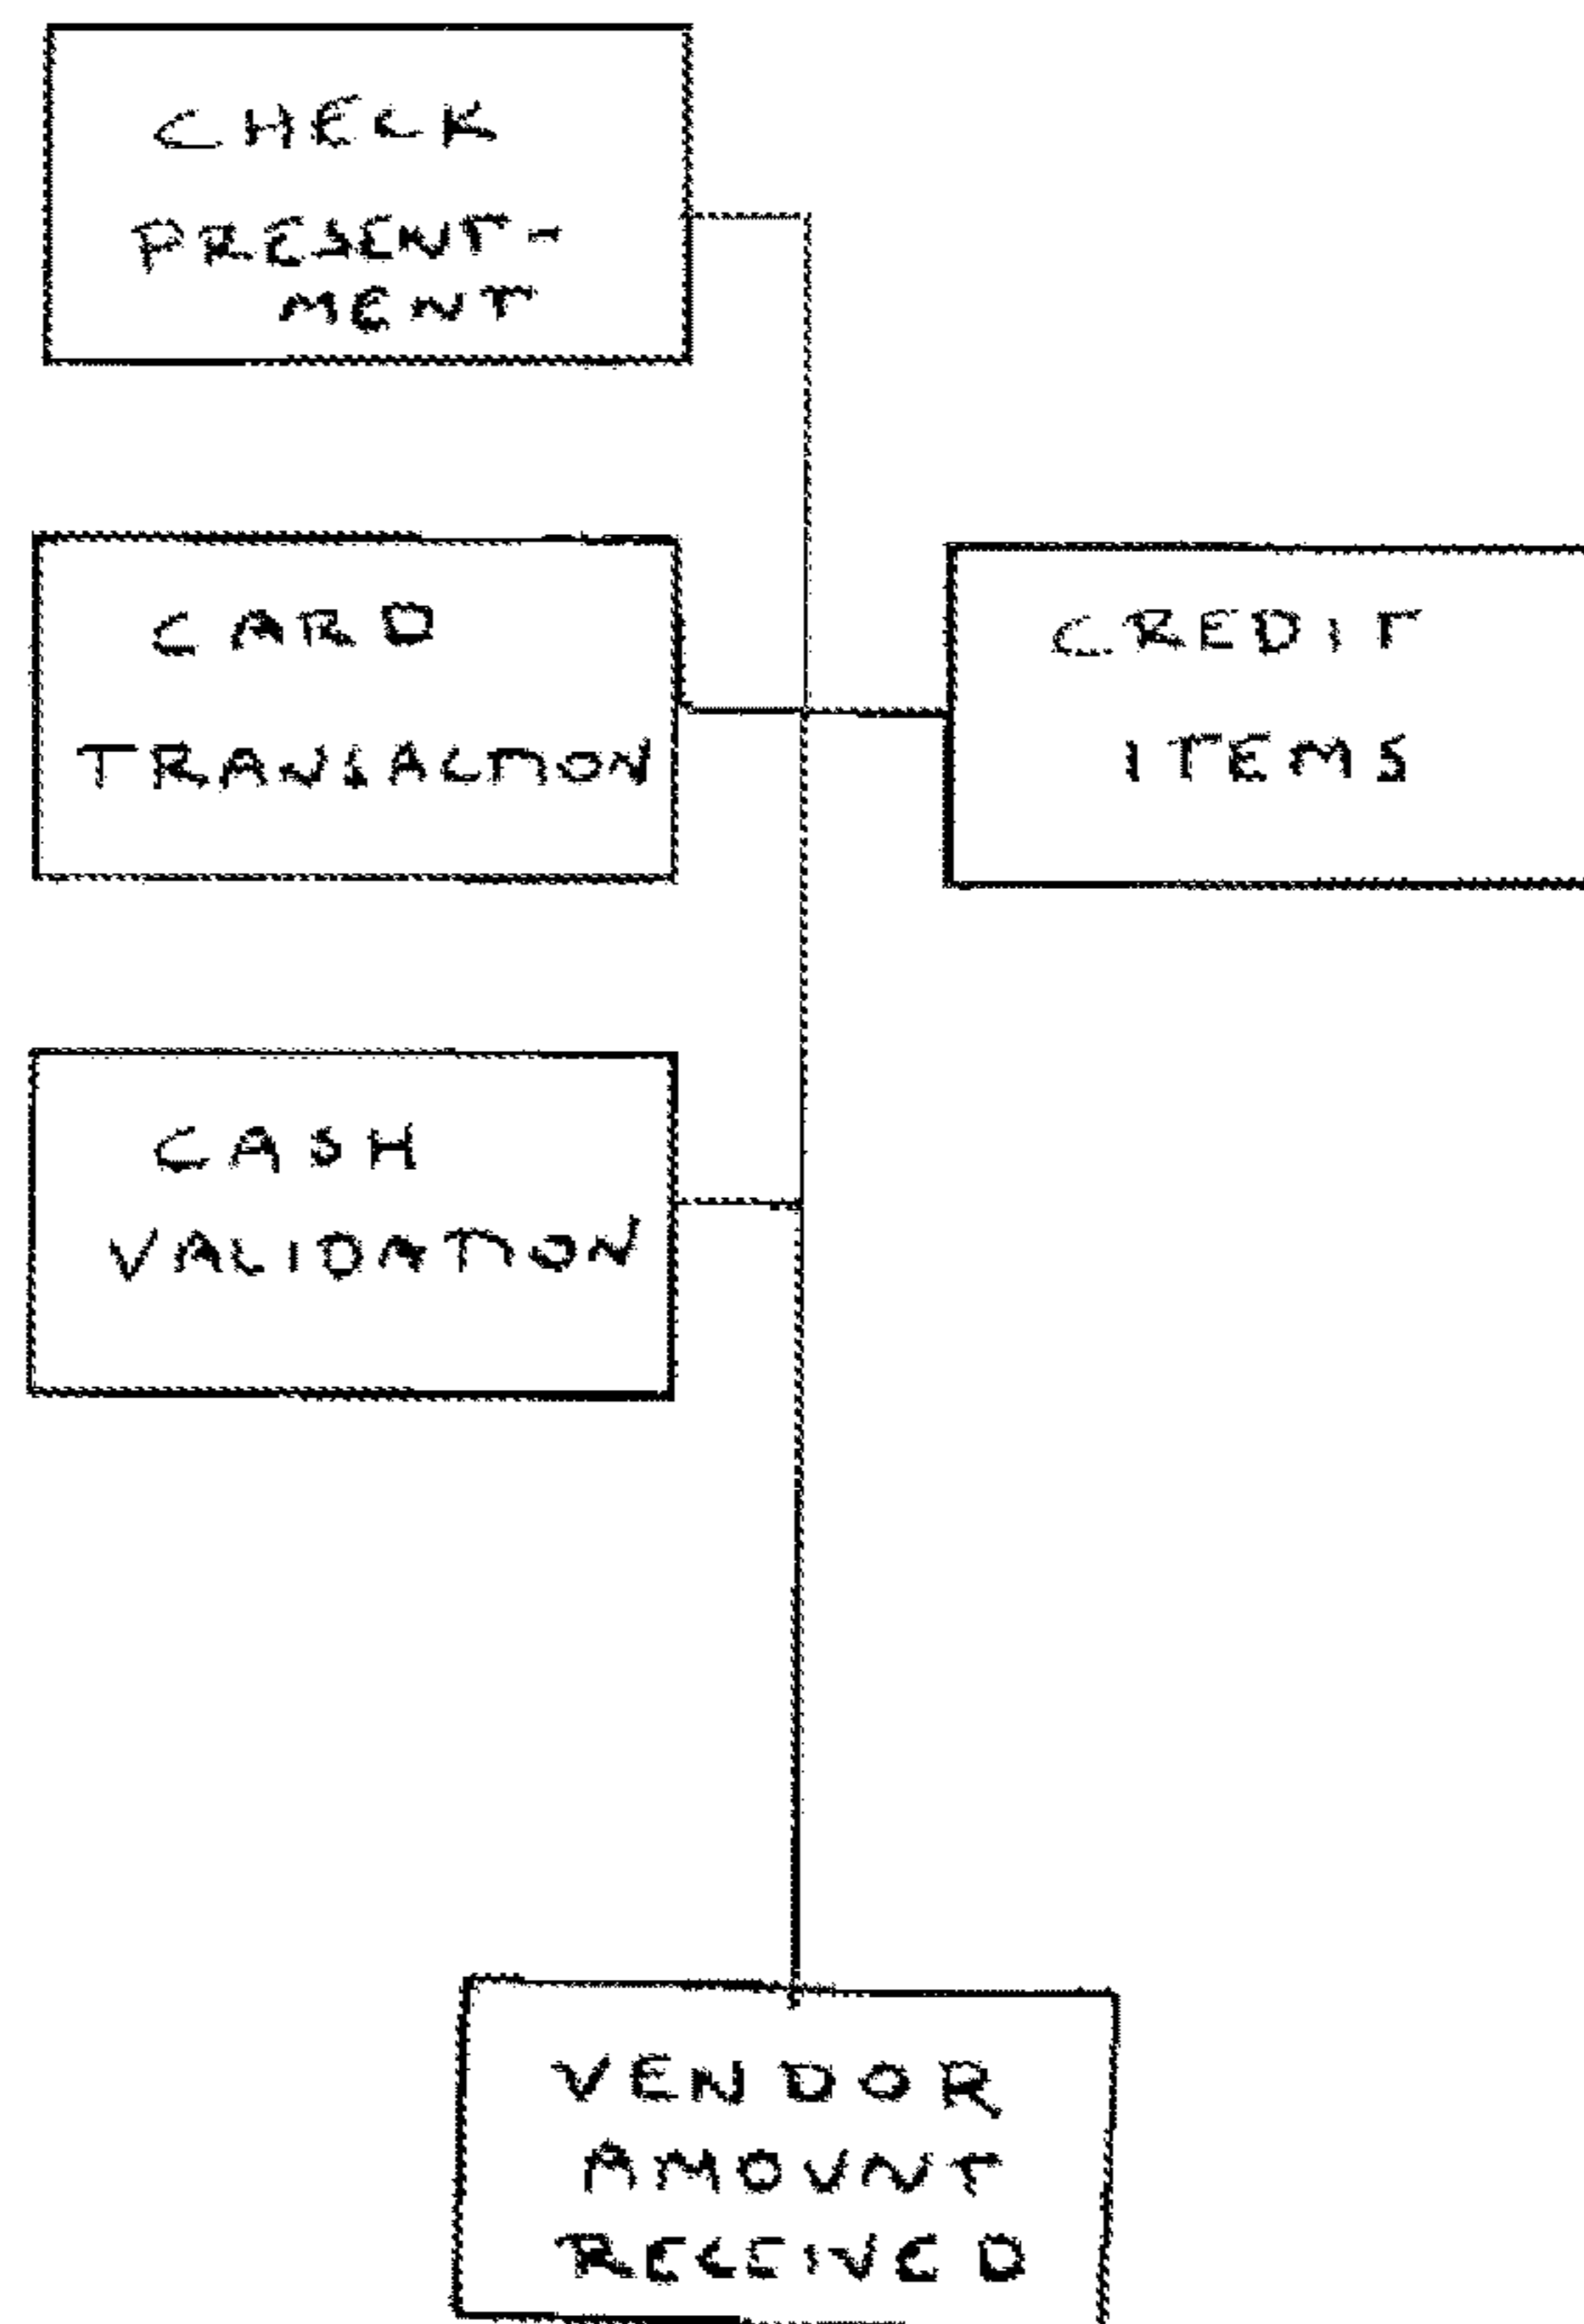 CHECK
PRESENT-
MENT
CARD
TRANSACTION
CREDIT
ITEMS
CASH
VALIDATION
VENDOR
AMOUNT
RECEIVED